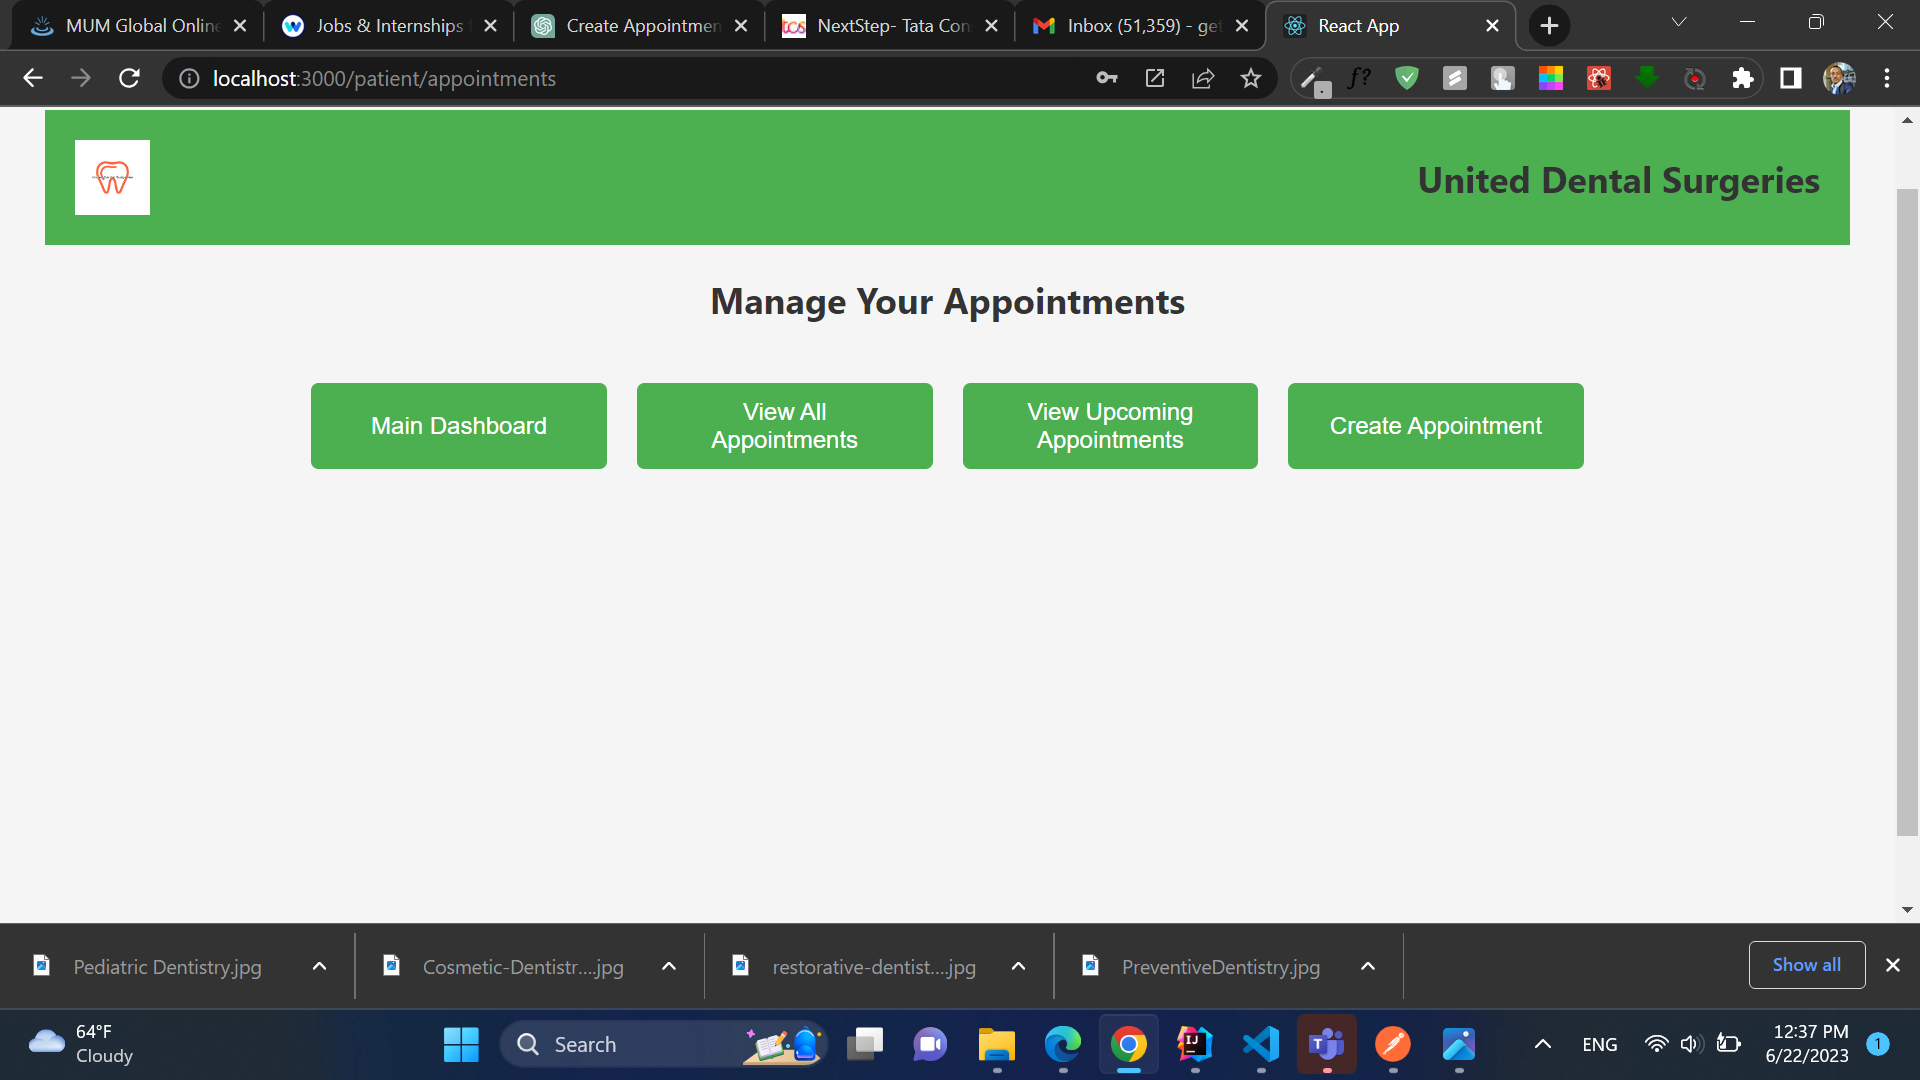 MUM Global Online
Jobs & Internships
Create Appointmen
NextStep- Tata Con
Inbox (51,359) - get
React App
localhost:3000/patient/appointments
United Dental Surgeries
Manage Your Appointments
Main Dashboard
View All
Appointments
View Upcoming
Appointments
Create Appointment
Pediatric Dentistry.jpg
Cosmetic-Dentistr....jpg
restorative-dentist....jpg
PreventiveDentistry.jpg
Show all
64°F
Cloudy
Search
ENG
12:37 PM
6/22/2023
1